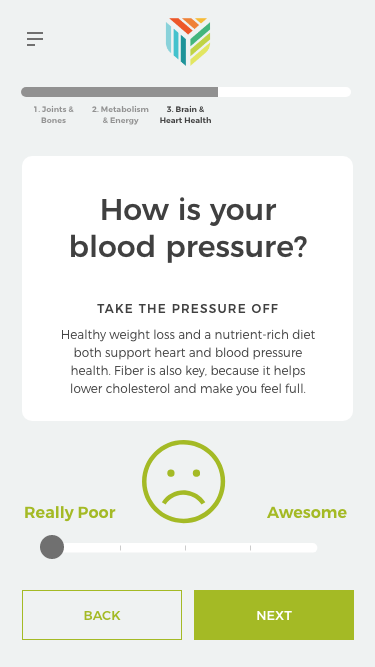 1. Joints &
Bones
2. Metabolism
& Energy
3. Brain &
Heart Health
How is your
blood pressure?
TAKE THE PRESSURE OFF
Healthy weight loss and a nutrient-rich diet
both support heart and blood pressure
health. Fiber is also key, because it helps
lower cholesterol and make you feel full.
Really Poor
Awesome
BACK
NEXT